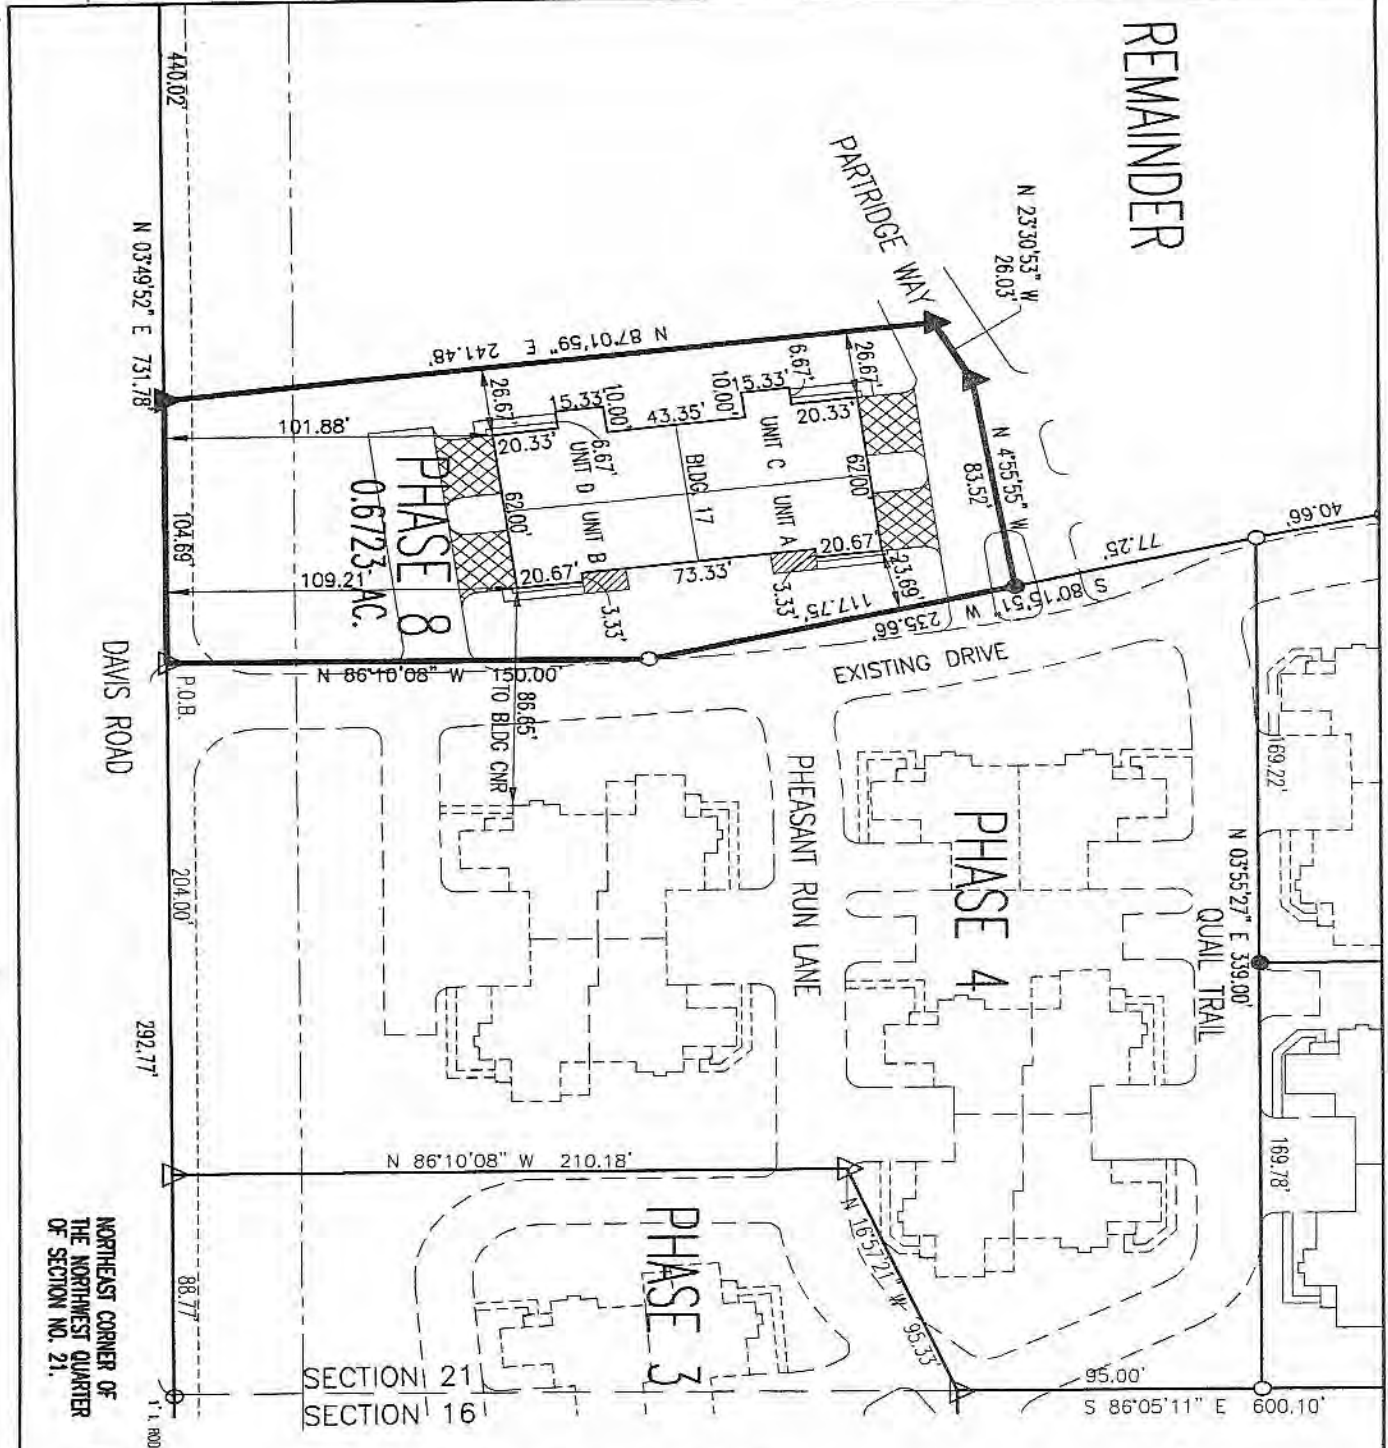 REMAINDER
440.02'
N 03°49'52" E 731.78'
PARTRIDGE WAY
N 23°30'53" W
26.03'
N 87°01'59" E 241.48'
N 4°55'55" W
83.52'
26.67'
6.67'
15.33'
10.00'
20.33'
43.35'
10.00'
15.33'
26.67'
20.33'
6.67'
101.88'
UNIT C
UNIT D
BLDG. 17
UNIT A
UNIT B
62.00'
62.00'
PHASE 8
0.6723 AC.
104.69'
109.21'
20.67'
3.33'
73.33'
20.67'
3.33'
23.69'
117.75'
S 80°15'51" W 235.66'
77.25'
40.66'
EXISTING DRIVE
N 86°10'08" W 150.00'
86.65'
TO BLDG CNR
P.O.B.
DAVIS ROAD
PHEASANT RUN LANE
PHASE 4
QUAIL TRAIL
N 03°55'27" E 339.00'
169.22'
169.78'
204.00'
292.77'
N 86°10'08" W 210.18'
N 16°57'21" W 95.33'
PHASE 3
88.77'
95.00'
S 86°05'11" E 600.10'
SECTION 21
SECTION 16
1" I. ROD
NORTHEAST CORNER OF
THE NORTHWEST QUARTER
OF SECTION NO. 21.